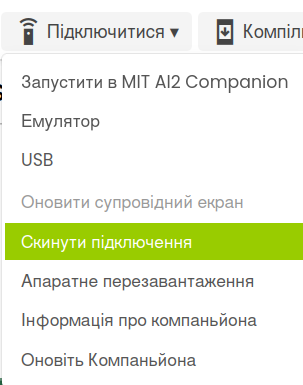 Підключитися ▾
Запустити в MIT AI2 Companion
Емулятор
USB
Оновити супровідний екран
Скинути підключення
Апаратне перезавантаження
Інформація про компаньйона
Оновіть Компаньйона